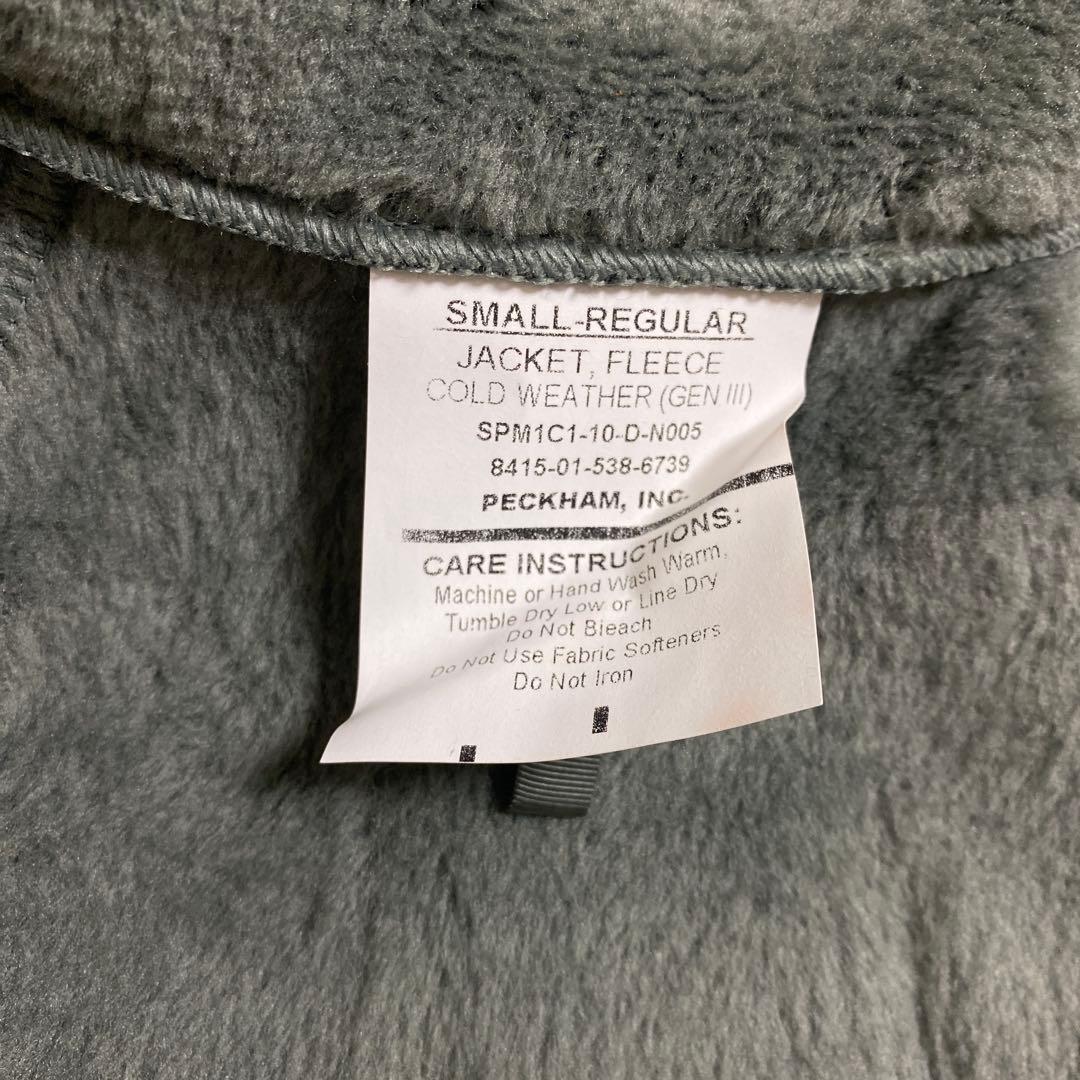 SMALL-REGULAR
JACKET, FLEECE
COLD WEATHER (GEN III)
SPM1C1-10-D-N005
8415-01-538-6739
PECKHAM, INC.
CARE INSTRUCTIONS:
Machine or Hand Wash Warm,
Tumble Dry Low or Line Dry
Do Not Bleach
Do Not Use Fabric Softeners
Do Not Iron